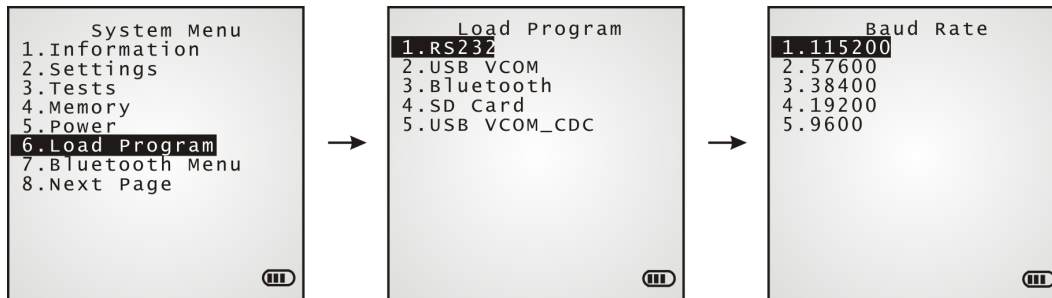 System Menu
1.Information
2.Settings
3.Tests
4.Memory
5.Power
6.Load Program
7.Bluetooth Menu
8.Next Page
Load Program
1.RS232
2.USB VCOM
3.Bluetooth
4.SD Card
5.USB VCOM_CDC
Baud Rate
1.115200
2.57600
3.38400
4.19200
5.9600